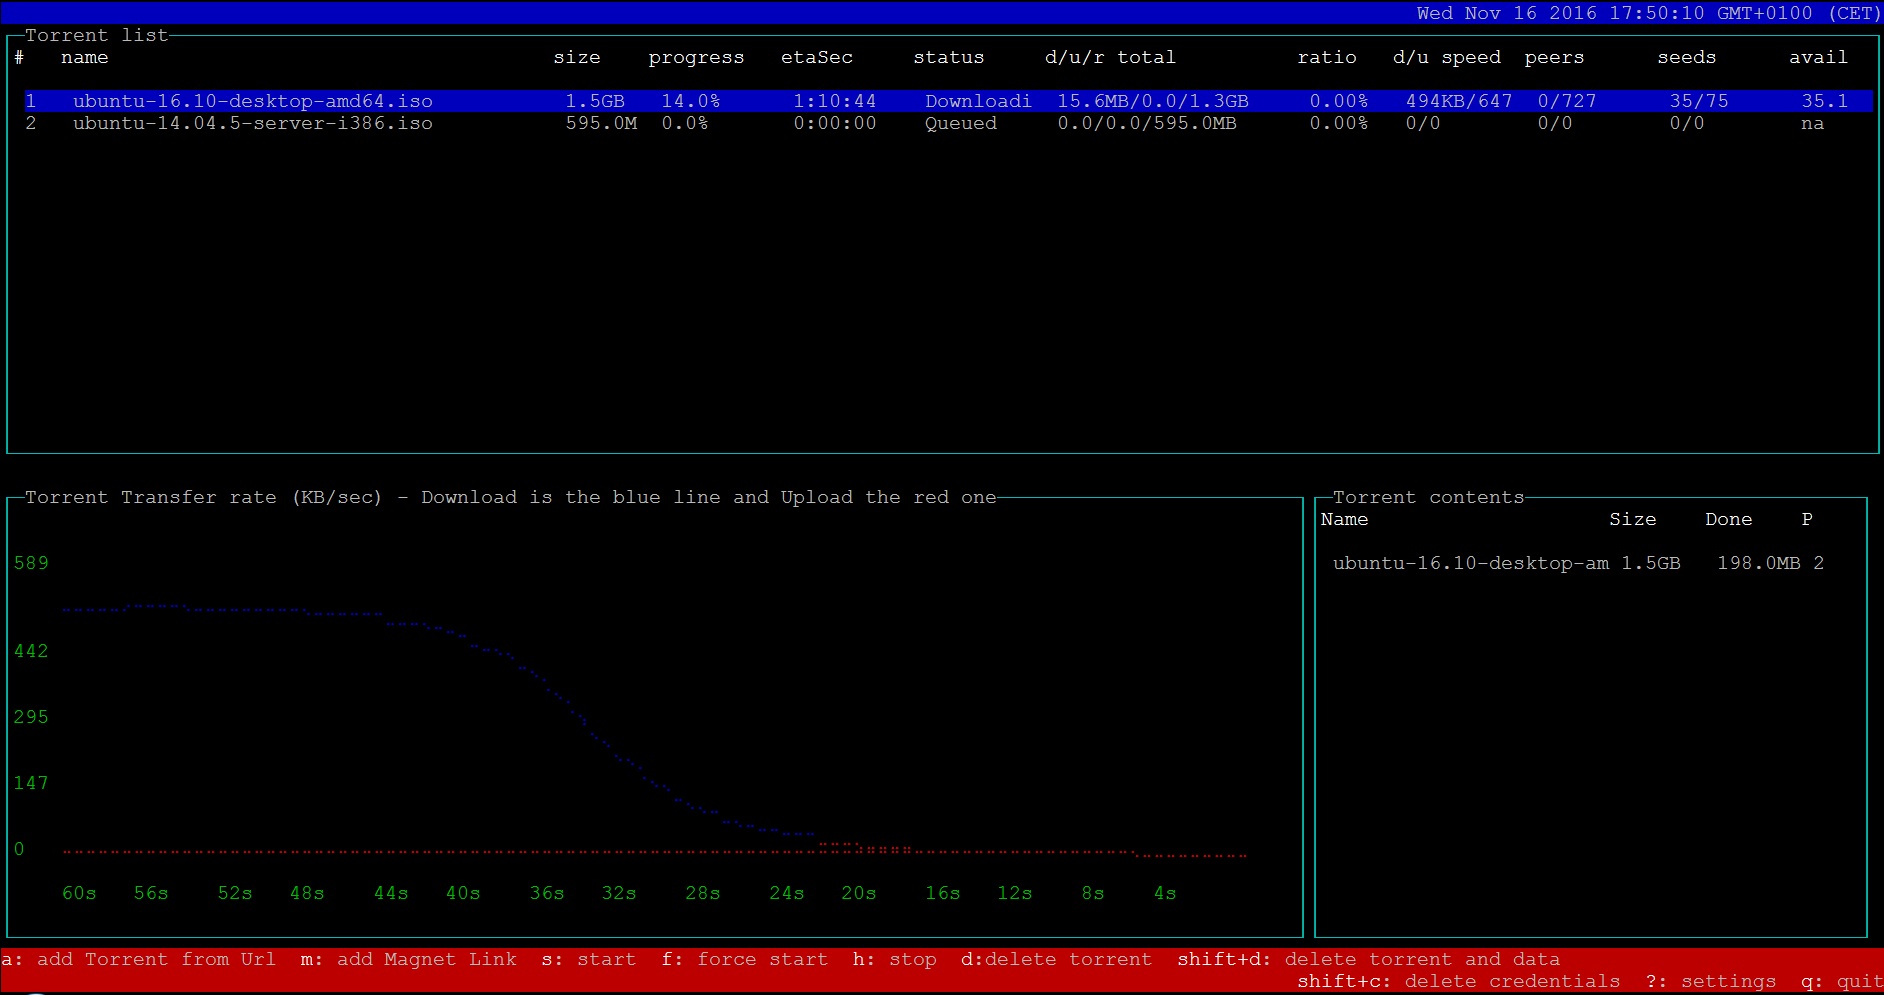 Wed Nov 16 2016 17:50:10 GMT+0100 (CET)
Torrent list
# name size progress etaSec status d/u/r total ratio d/u speed peers seeds avail
1 ubuntu-16.10-desktop-amd64.iso 1.5GB 14.0% 1:10:44 Downloadi 15.6MB/0.0/1.3GB 0.00% 494KB/647 0/727 35/75 35.1
2 ubuntu-14.04.5-server-i386.iso 595.0M 0.0% 0:00:00 Queued 0.0/0.0/595.0MB 0.00% 0/0 0/0 0/0 na
Torrent Transfer rate (KB/sec) - Download is the blue line and Upload the red one
589
442
295
147
0
60s 56s 52s 48s 44s 40s 36s 32s 28s 24s 20s 16s 12s 8s 4s
Torrent contents
Name Size Done P
ubuntu-16.10-desktop-am 1.5GB 198.0MB 2
a: add Torrent from Url m: add Magnet Link s: start f: force start h: stop d:delete torrent shift+d: delete torrent and data
shift+c: delete credentials ?: settings q: quit